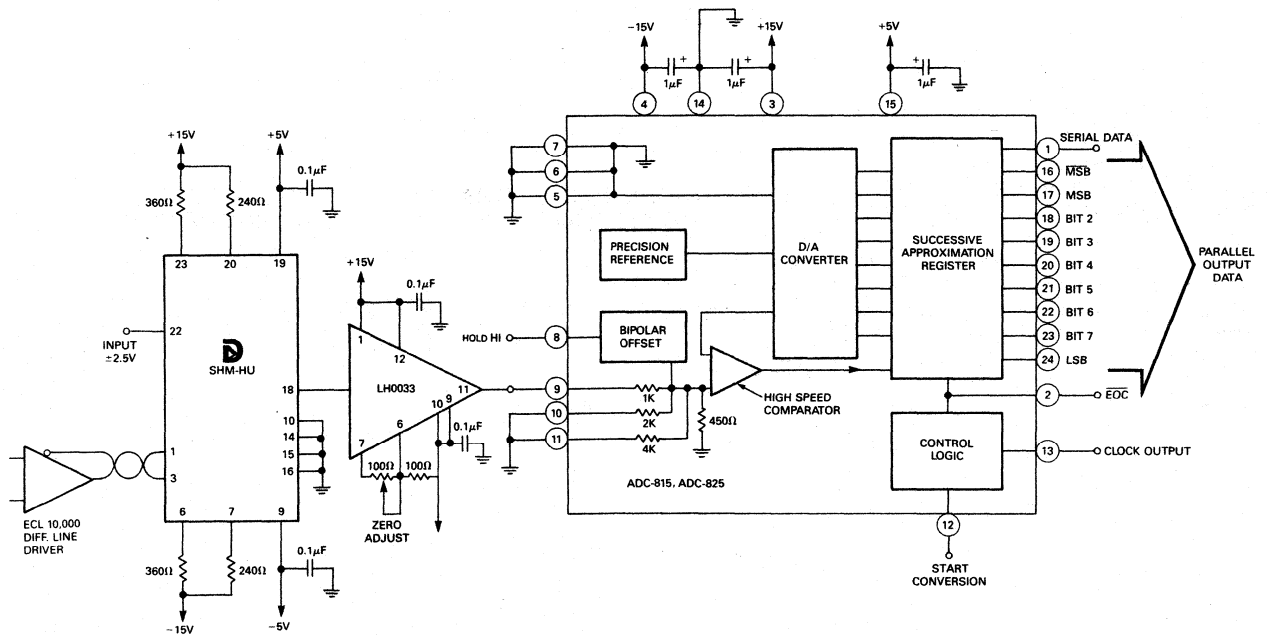 -15V
+15V
+5V
1µF
1µF
1µF
4
14
3
15
+15V
+5V
0.1µF
360Ω
240Ω
23
20
19
22
INPUT
±2.5V
SHM-HU
18
10
14
15
16
1
3
6
7
9
ECL 10,000
DIFF. LINE
DRIVER
360Ω
240Ω
0.1µF
-15V
-5V
+15V
0.1µF
1
12
LH0033
11
10
9
6
7
0.1µF
100Ω
100Ω
ZERO
ADJUST
7
6
5
PRECISION
REFERENCE
D/A
CONVERTER
SUCCESSIVE
APPROXIMATION
REGISTER
HOLD HI
8
BIPOLAR
OFFSET
9
10
11
1K
2K
4K
450Ω
HIGH SPEED
COMPARATOR
CONTROL
LOGIC
ADC-815, ADC-825
SERIAL DATA
1
16 M̅S̅B̅
17 MSB
18 BIT 2
19 BIT 3
20 BIT 4
21 BIT 5
22 BIT 6
23 BIT 7
24 LSB
2 E̅O̅C̅
13 CLOCK OUTPUT
PARALLEL
OUTPUT
DATA
12
START
CONVERSION